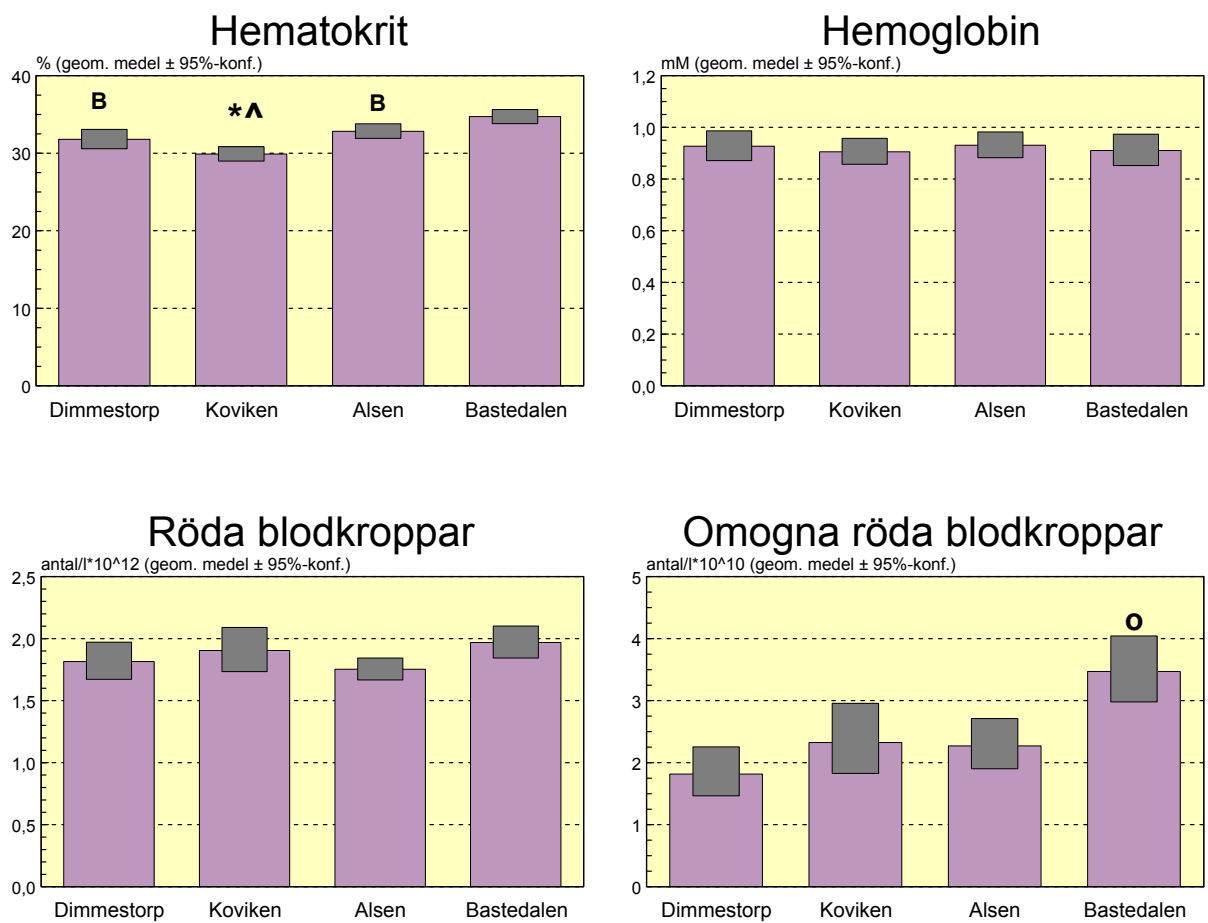 Hematokrit
% (geom. medel ± 95%-konf.)
40
30
20
10
0
B
*^
B
Dimmestorp Koviken Alsen Bastedalen
Hemoglobin
mM (geom. medel ± 95%-konf.)
1,2
1,0
0,8
0,6
0,4
0,2
0,0
Dimmestorp Koviken Alsen Bastedalen
Röda blodkroppar
antal/l*10^12 (geom. medel ± 95%-konf.)
2,5
2,0
1,5
1,0
0,5
0,0
Dimmestorp Koviken Alsen Bastedalen
Omogna röda blodkroppar
antal/l*10^10 (geom. medel ± 95%-konf.)
5
4
3
2
1
0
o
Dimmestorp Koviken Alsen Bastedalen